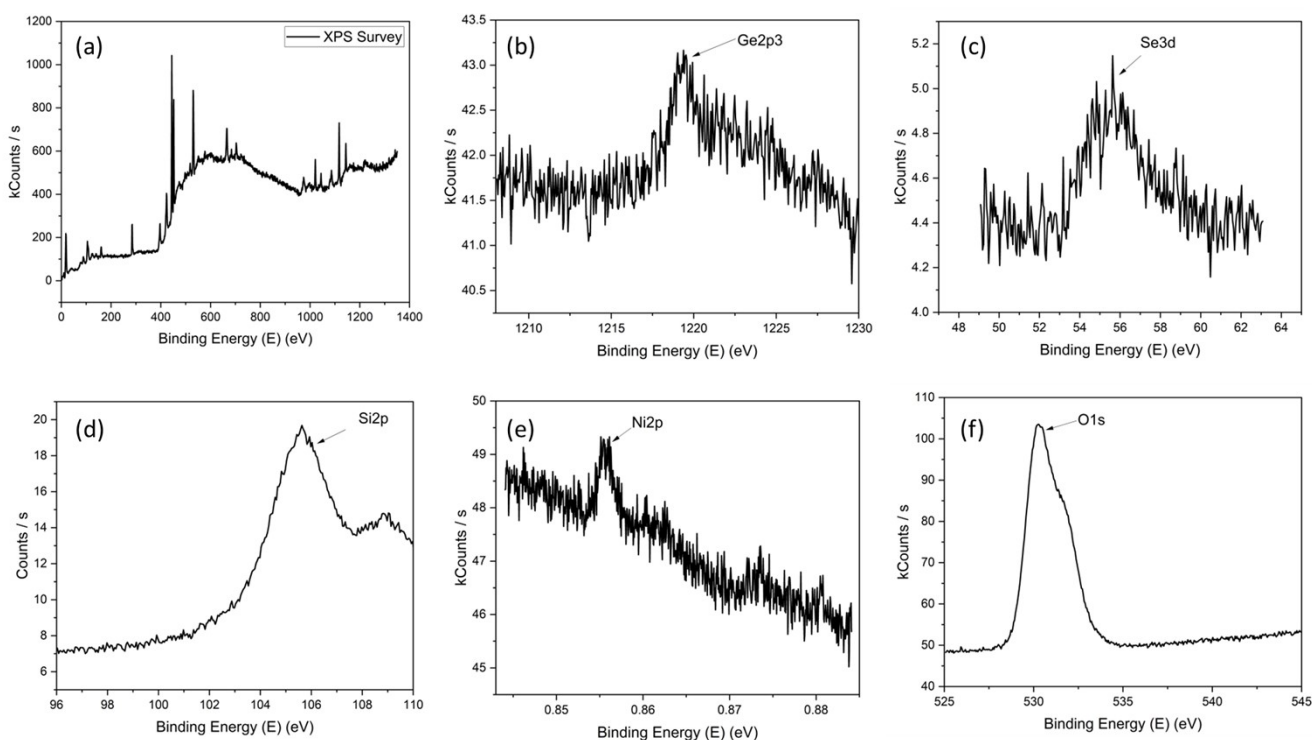 (a)
XPS Survey
kCounts / s
1200
1000
800
600
400
200
0
0 200 400 600 800 1000 1200 1400
Binding Energy (E) (eV)
(b)
Ge2p3
kCounts / s
43.5
43.0
42.5
42.0
41.5
41.0
40.5
1210 1215 1220 1225 1230
Binding Energy (E) (eV)
(c)
Se3d
kCounts / s
5.2
5.0
4.8
4.6
4.4
4.2
4.0
48 50 52 54 56 58 60 62 64
Binding Energy (E) (eV)
(d)
Si2p
Counts / s
20
18
16
14
12
10
8
6
96 98 100 102 104 106 108 110
Binding Energy (E) (eV)
(e)
Ni2p
kCounts / s
50
49
48
47
46
45
0.85 0.86 0.87 0.88
Binding Energy (E) (eV)
(f)
O1s
kCounts / s
110
100
90
80
70
60
50
40
525 530 535 540 545
Binding Energy (E) (eV)